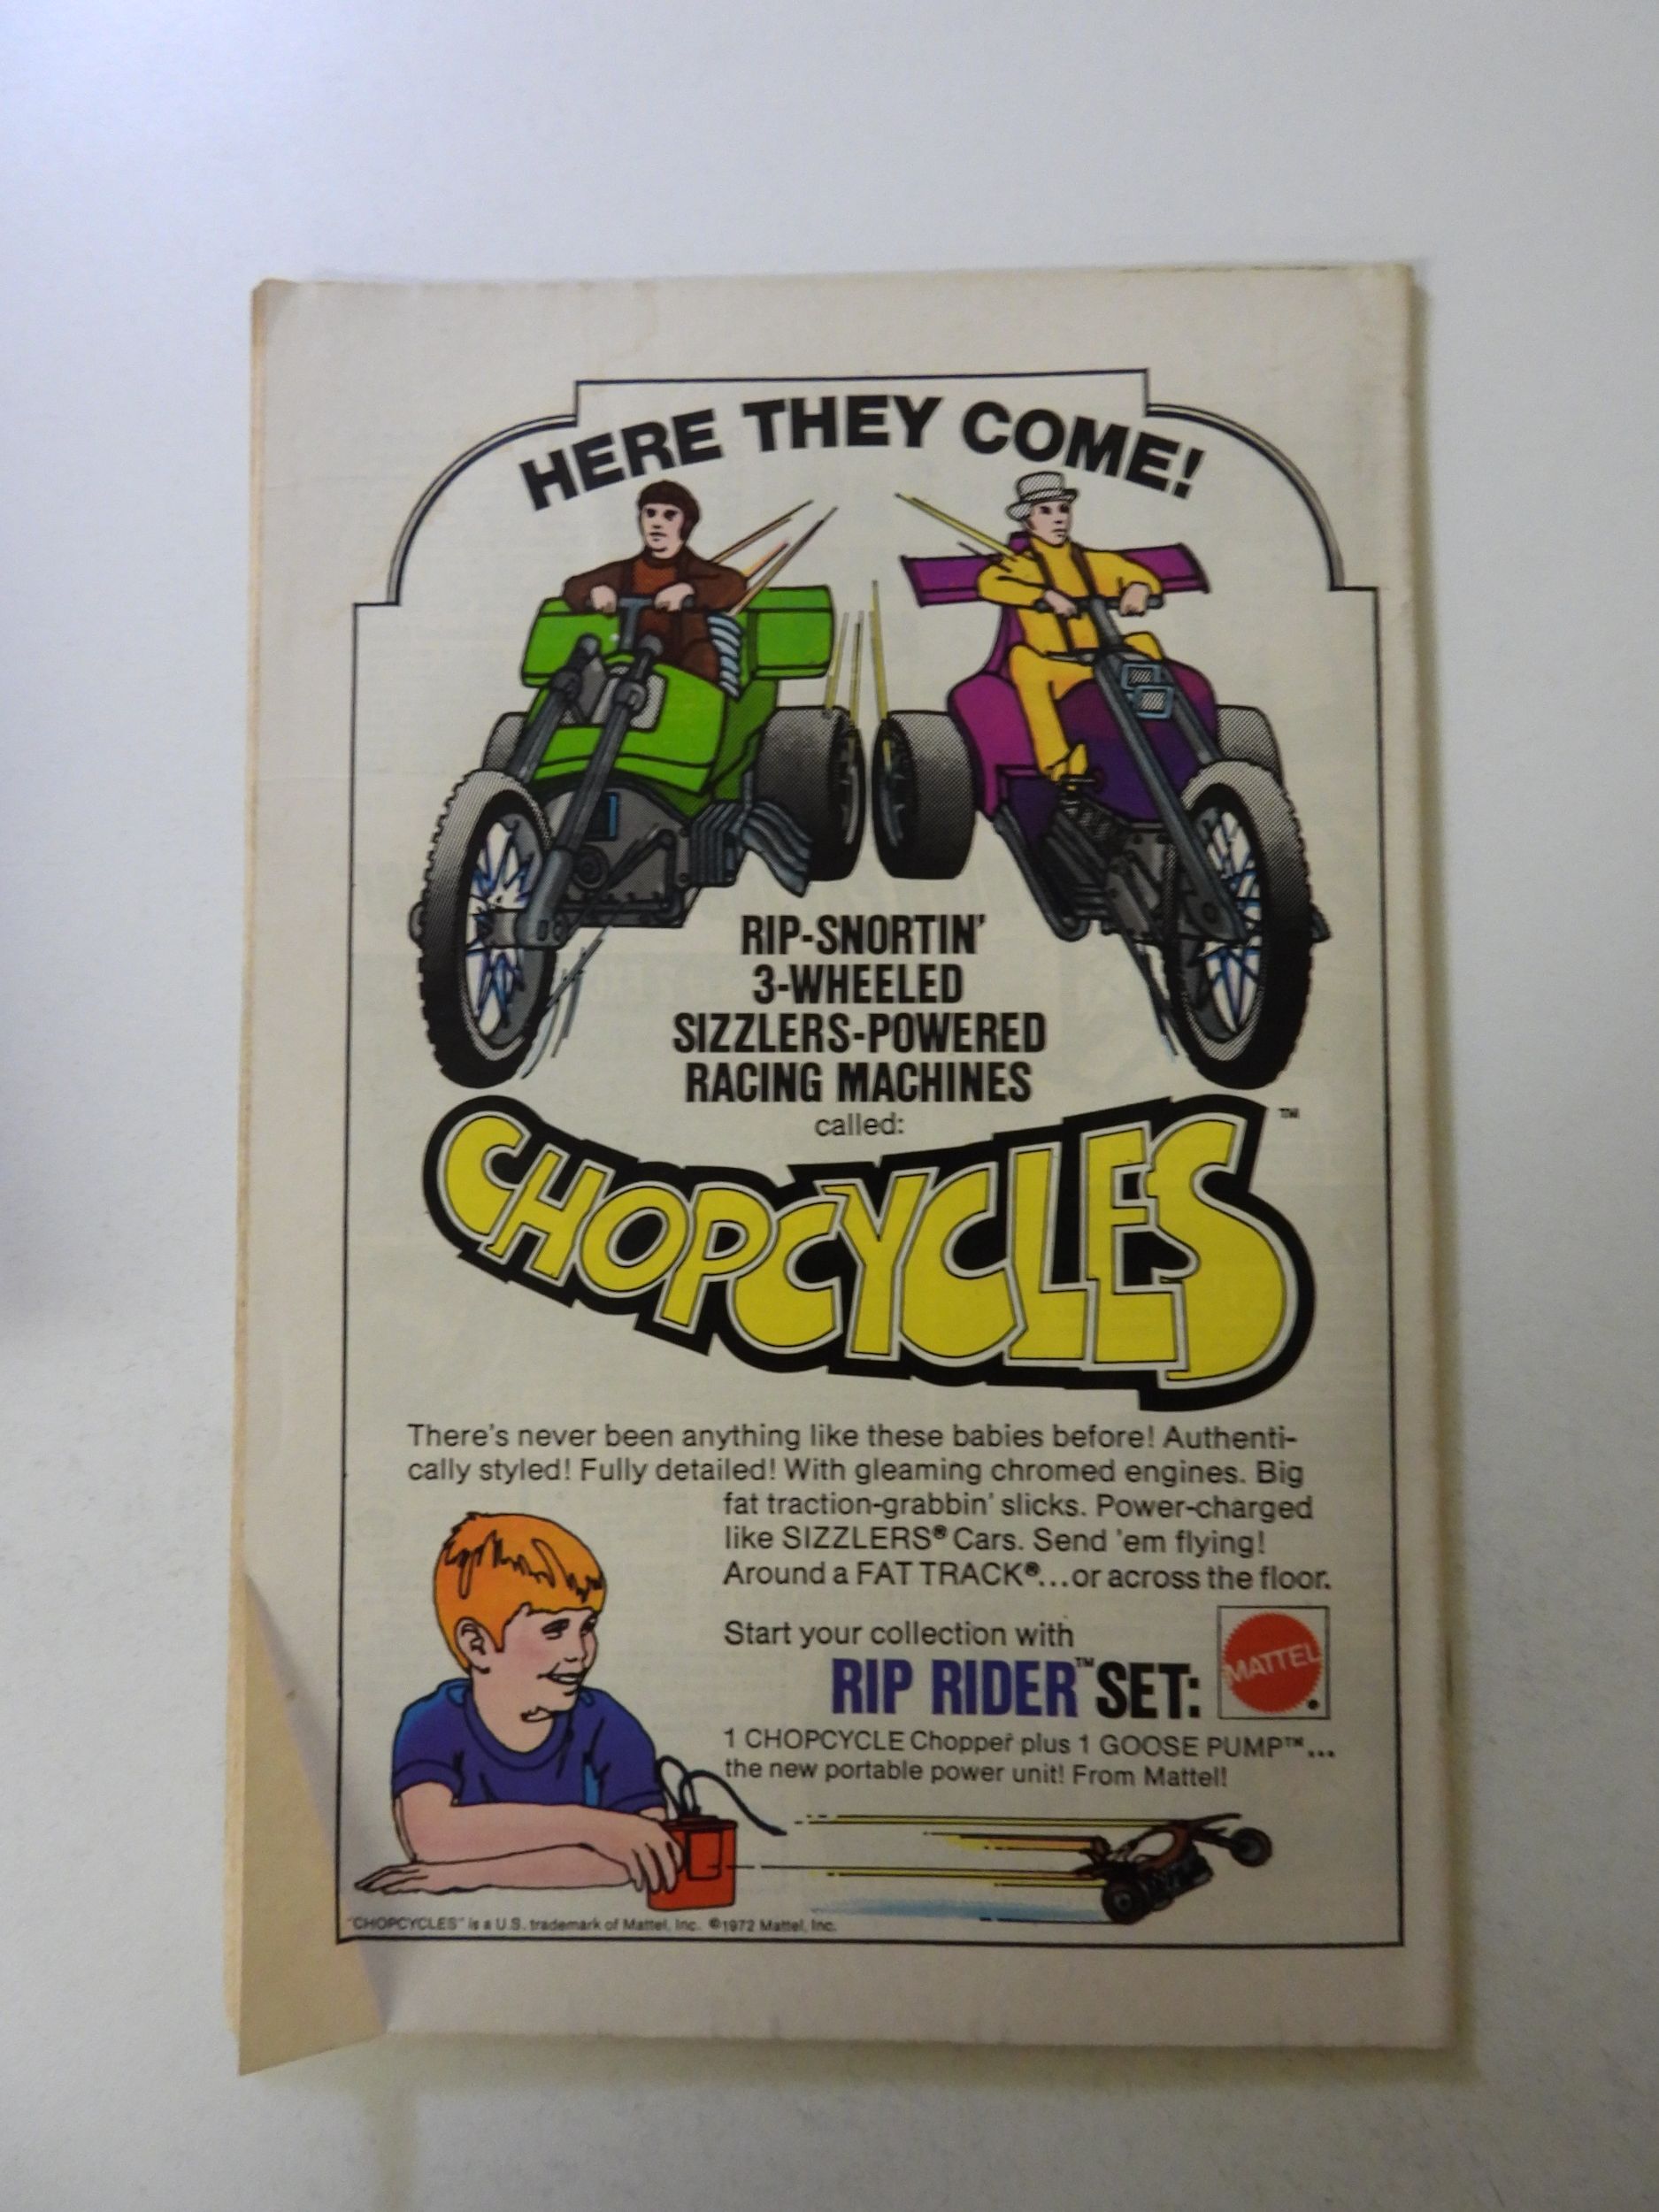 HERE THEY COME!
RIP-SNORTIN'
3-WHEELED
SIZZLERS-POWERED
RACING MACHINES
called:
CHOPCYCLES™
There's never been anything like these babies before! Authenti-
cally styled! Fully detailed! With gleaming chromed engines. Big
fat traction-grabbin' slicks. Power-charged
like SIZZLERS® Cars. Send 'em flying!
Around a FAT TRACK®...or across the floor.
Start your collection with
RIP RIDER™ SET:
MATTEL®
1 CHOPCYCLE Chopper plus 1 GOOSE PUMP™...
the new portable power unit! From Mattel!
"CHOPCYCLES" is a U.S. trademark of Mattel, Inc. ©1972 Mattel, Inc.